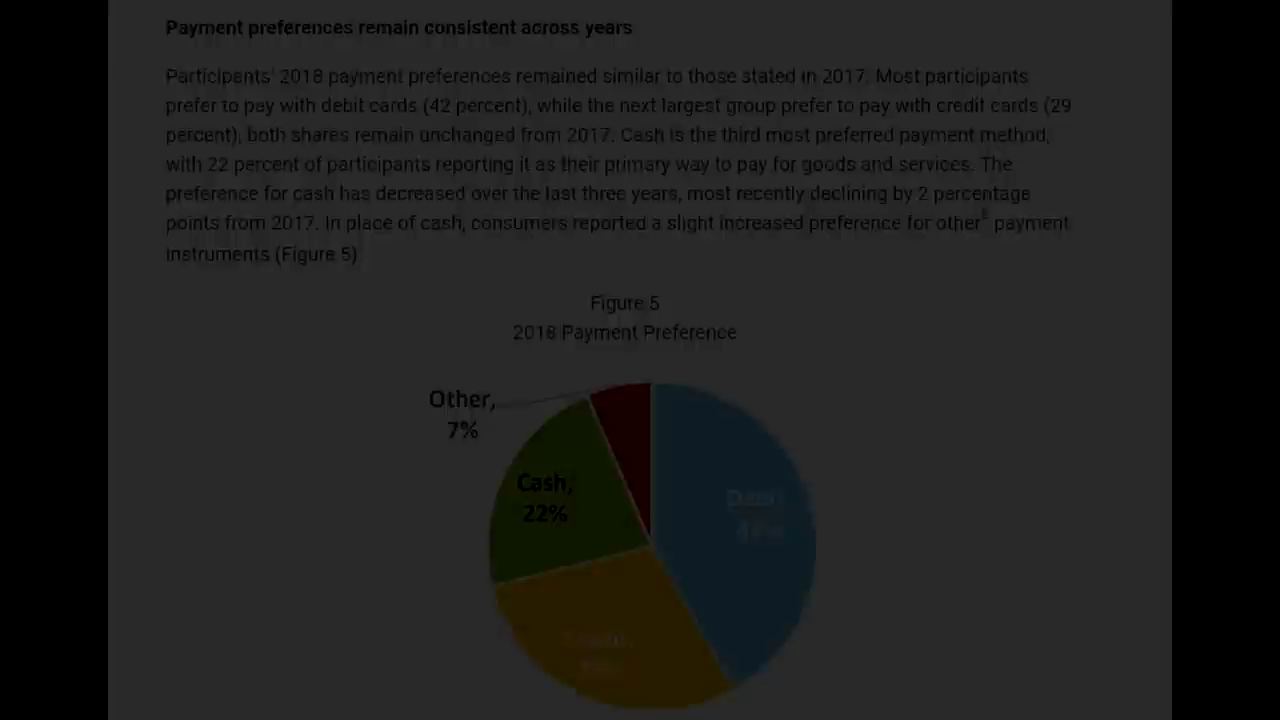 Payment preferences remain consistent across years
Participants' 2018 payment preferences remained similar to those stated in 2017. Most participants
prefer to pay with debit cards (42 percent), while the next largest group prefer to pay with credit cards (29
percent), both shares remain unchanged from 2017. Cash is the third most preferred payment method,
with 22 percent of participants reporting it as their primary way to pay for goods and services. The
preference for cash has decreased over the last three years, most recently declining by 2 percentage
points from 2017. In place of cash, consumers reported a slight increased preference for other payment
instruments (Figure 5)
Figure 5
2018 Payment Preference
Other,
7%
Cash,
22%
Debit,